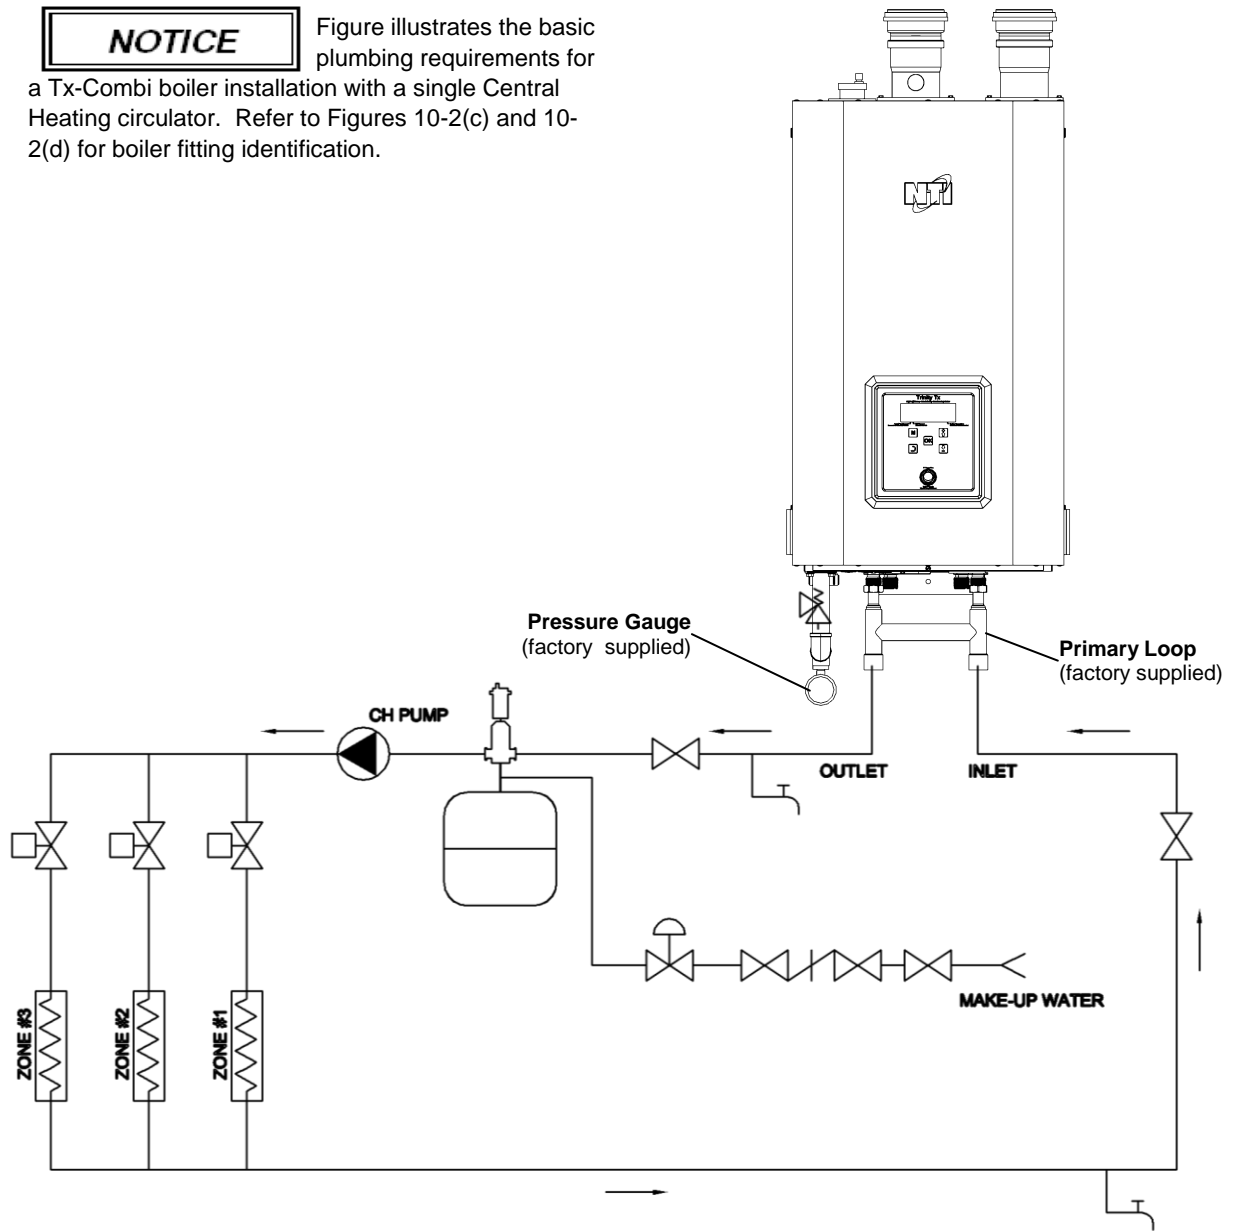 NOTICE
Figure illustrates the basic
plumbing requirements for
a Tx-Combi boiler installation with a single Central
Heating circulator. Refer to Figures 10-2(c) and 10-
2(d) for boiler fitting identification.
NTI
Trinity Tx
OK
Pressure Gauge
(factory supplied)
Primary Loop
(factory supplied)
CH PUMP
OUTLET
INLET
MAKE-UP WATER
ZONE #3
ZONE #2
ZONE #1